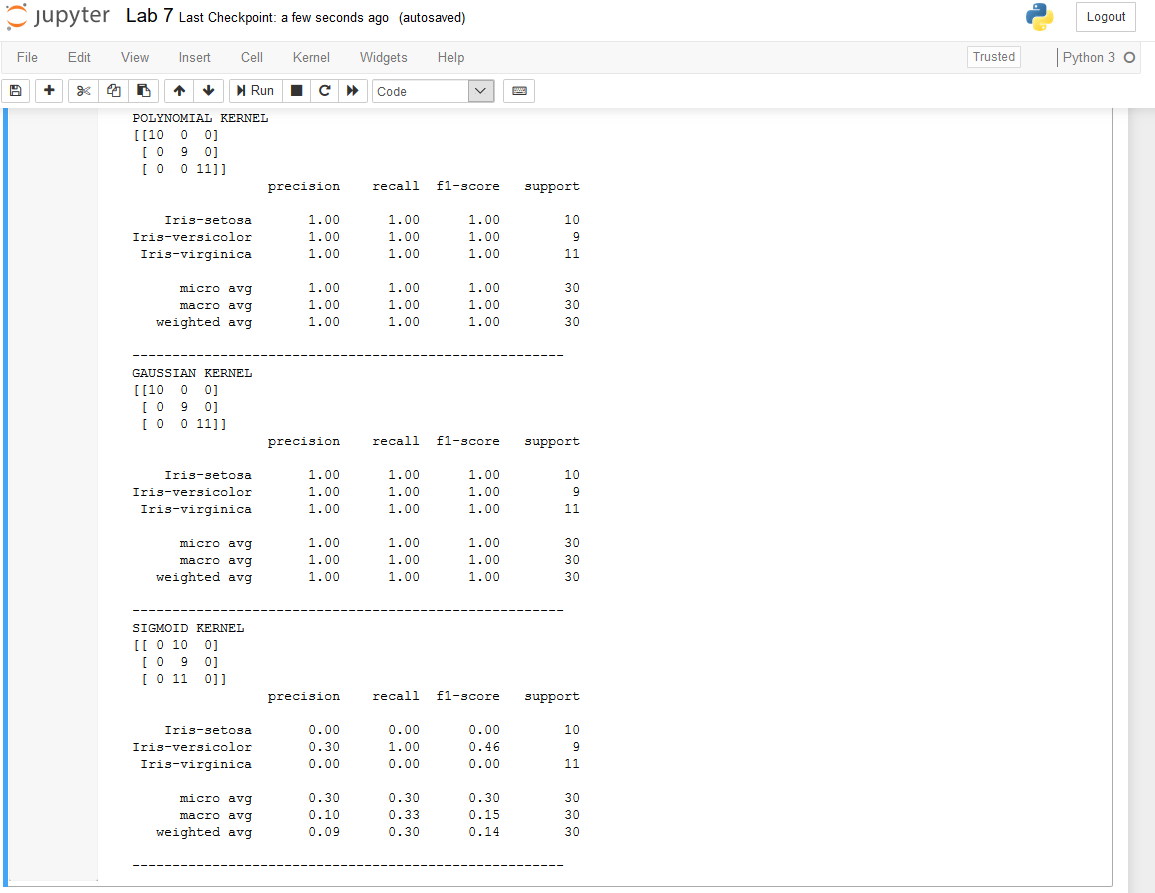 jupyter Lab 7 Last Checkpoint: a few seconds ago (autosaved) Logout
File Edit View Insert Cell Kernel Widgets Help Trusted Python 3
Run Code
POLYNOMIAL KERNEL
[[10  0  0]
 [ 0  9  0]
 [ 0  0 11]]
                 precision    recall  f1-score   support
    Iris-setosa       1.00      1.00      1.00        10
Iris-versicolor       1.00      1.00      1.00         9
 Iris-virginica       1.00      1.00      1.00        11
      micro avg       1.00      1.00      1.00        30
      macro avg       1.00      1.00      1.00        30
   weighted avg       1.00      1.00      1.00        30
------------------------------------------------------
GAUSSIAN KERNEL
[[10  0  0]
 [ 0  9  0]
 [ 0  0 11]]
                 precision    recall  f1-score   support
    Iris-setosa       1.00      1.00      1.00        10
Iris-versicolor       1.00      1.00      1.00         9
 Iris-virginica       1.00      1.00      1.00        11
      micro avg       1.00      1.00      1.00        30
      macro avg       1.00      1.00      1.00        30
   weighted avg       1.00      1.00      1.00        30
------------------------------------------------------
SIGMOID KERNEL
[[ 0 10  0]
 [ 0  9  0]
 [ 0 11  0]]
                 precision    recall  f1-score   support
    Iris-setosa       0.00      0.00      0.00        10
Iris-versicolor       0.30      1.00      0.46         9
 Iris-virginica       0.00      0.00      0.00        11
      micro avg       0.30      0.30      0.30        30
      macro avg       0.10      0.33      0.15        30
   weighted avg       0.09      0.30      0.14        30
------------------------------------------------------